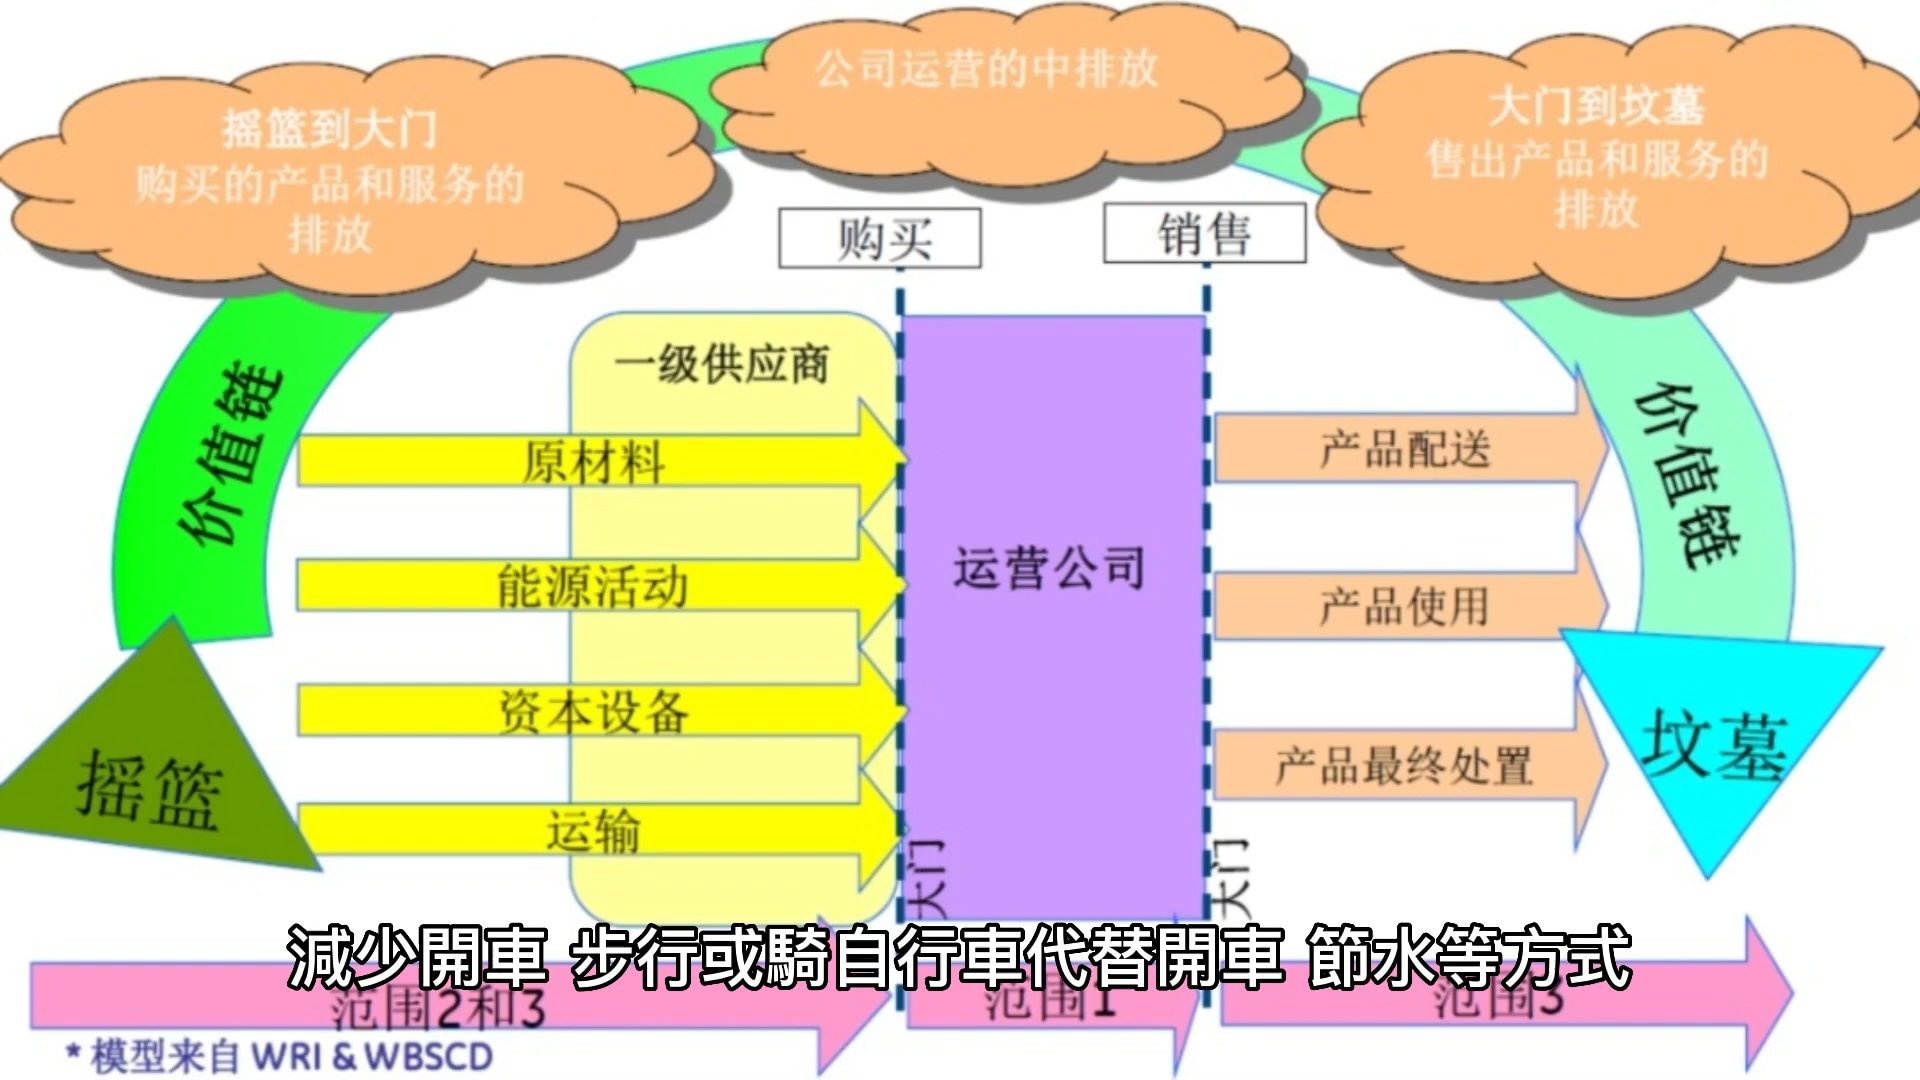 公司运营的中排放
摇篮到大门
购买的产品和服务的
排放
大门到坟墓
售出产品和服务的
排放
购买
销售
价值链
价值链
一级供应商
原材料
能源活动
资本设备
运输
运营公司
产品配送
产品使用
产品最终处置
摇篮
坟墓
大门
大门
減少開車 步行或騎自行車代替開車 節水等方式
范围2和3
范围1
范围3
* 模型来自 WRI & WBSCD